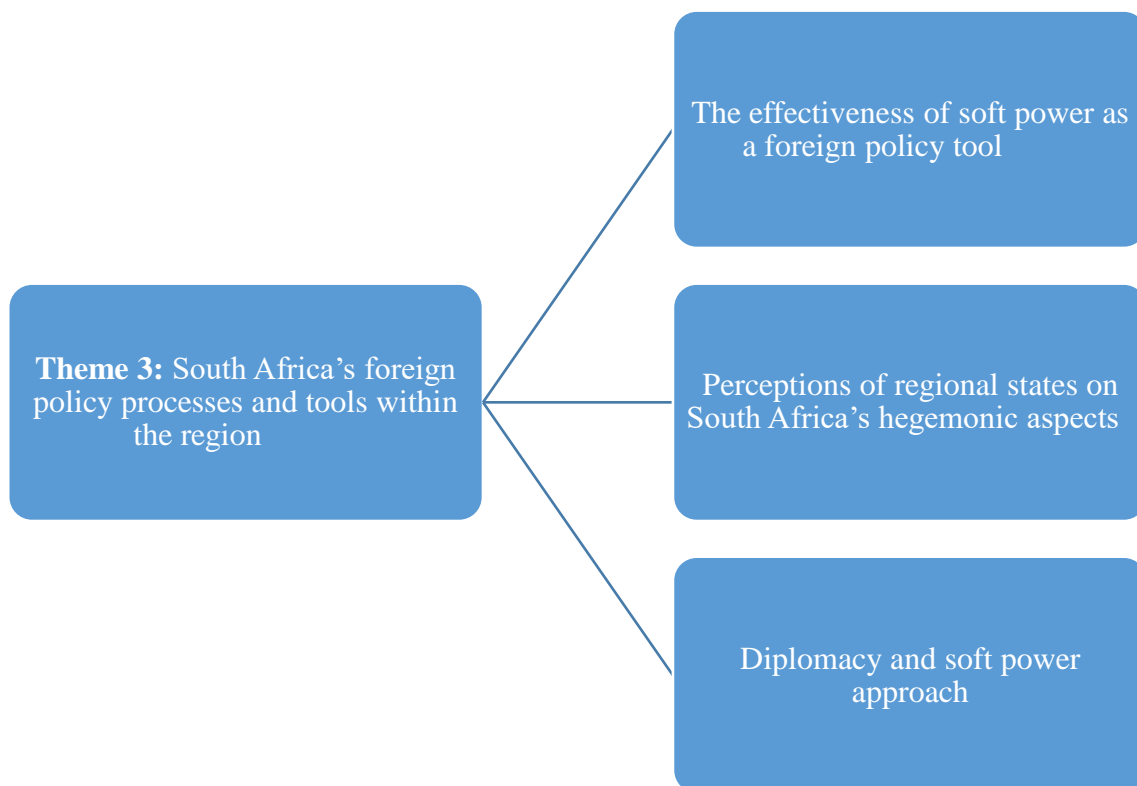 The effectiveness of soft power as
a foreign policy tool
Theme 3: South Africa’s foreign
policy processes and tools within
the region
Perceptions of regional states on
South Africa’s hegemonic aspects
Diplomacy and soft power
approach